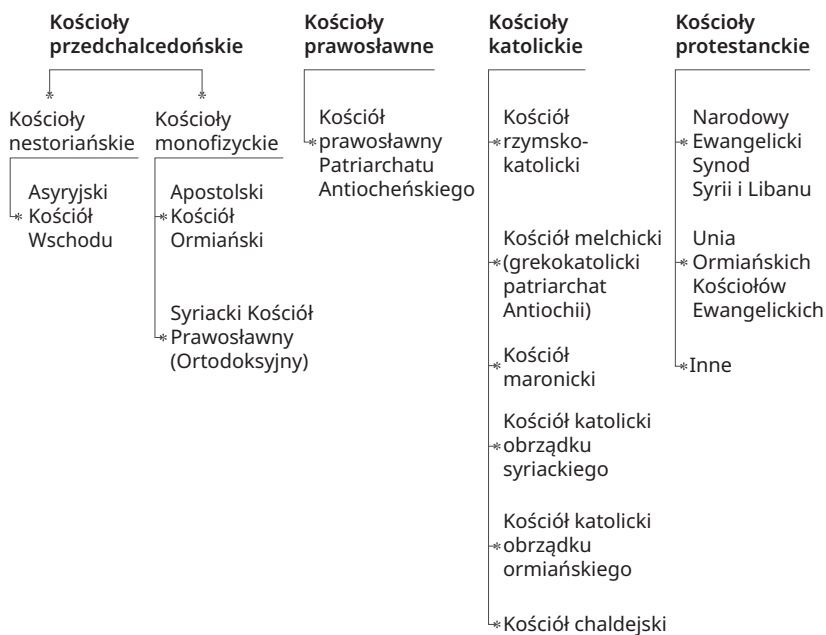 Kościoły
przedchalcedońskie
Kościoły
nestoriańskie
Asyryjski
Kościół
Wschodu
Kościoły
monofizyckie
Apostolski
Kościół
Ormiański
Syriacki Kościół
Prawosławny
(Ortodoksyjny)
Kościoły
prawosławne
Kościół
prawosławny
Patriarchatu
Antiocheńskiego
Kościoły
katolickie
Kościół
rzymsko-
katolicki
Kościół melchicki
(grekokatolicki
patriarchat
Antiochii)
Kościół
maronicki
Kościół katolicki
obrządku
syriackiego
Kościół katolicki
obrządku
ormiańskiego
Kościół chaldejski
Kościoły
protestanckie
Narodowy
Ewangelicki
Synod
Syrii i Libanu
Unia
Ormiańskich
Kościołów
Ewangelickich
Inne